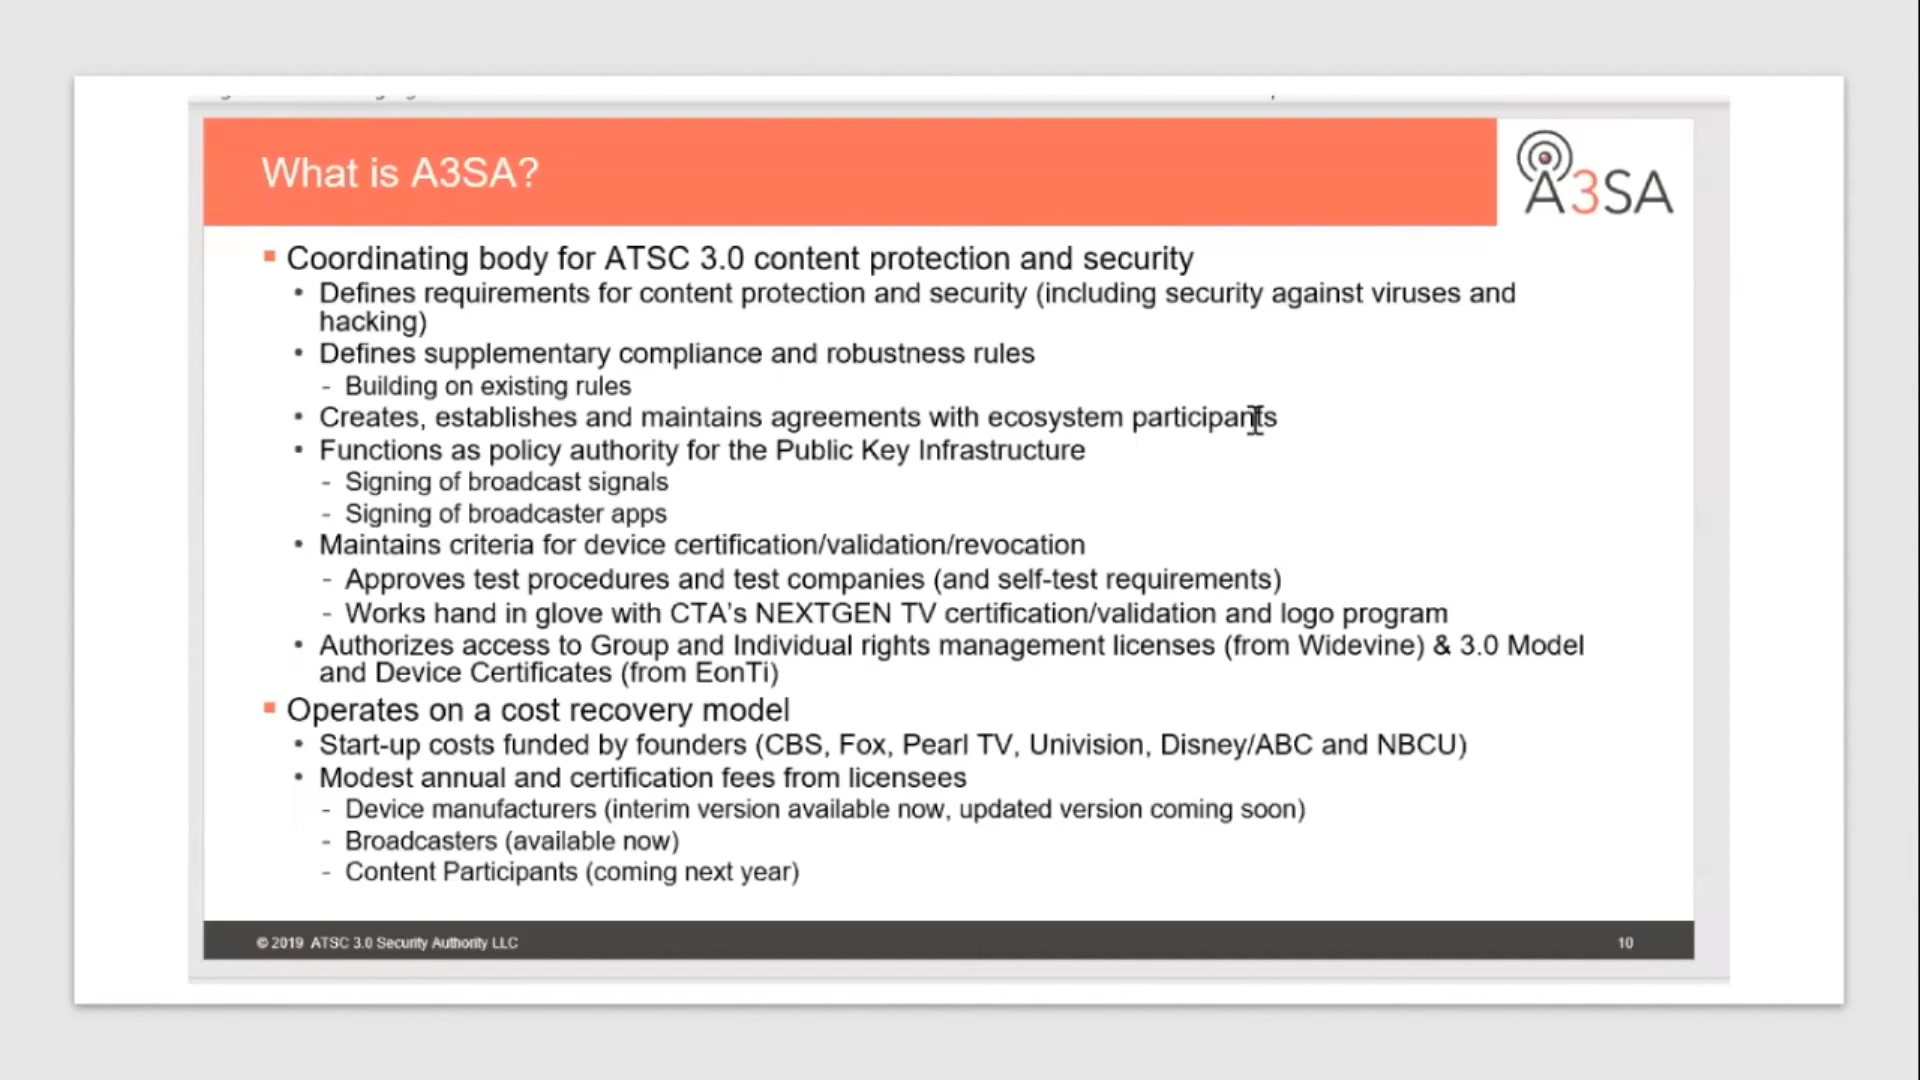 What is A3SA?
A3SA
▪ Coordinating body for ATSC 3.0 content protection and security
• Defines requirements for content protection and security (including security against viruses and
hacking)
• Defines supplementary compliance and robustness rules
- Building on existing rules
• Creates, establishes and maintains agreements with ecosystem participants
• Functions as policy authority for the Public Key Infrastructure
- Signing of broadcast signals
- Signing of broadcaster apps
• Maintains criteria for device certification/validation/revocation
- Approves test procedures and test companies (and self-test requirements)
- Works hand in glove with CTA’s NEXTGEN TV certification/validation and logo program
• Authorizes access to Group and Individual rights management licenses (from Widevine) & 3.0 Model
and Device Certificates (from EonTi)
▪ Operates on a cost recovery model
• Start-up costs funded by founders (CBS, Fox, Pearl TV, Univision, Disney/ABC and NBCU)
• Modest annual and certification fees from licensees
- Device manufacturers (interim version available now, updated version coming soon)
- Broadcasters (available now)
- Content Participants (coming next year)
© 2019 ATSC 3.0 Security Authority LLC
10